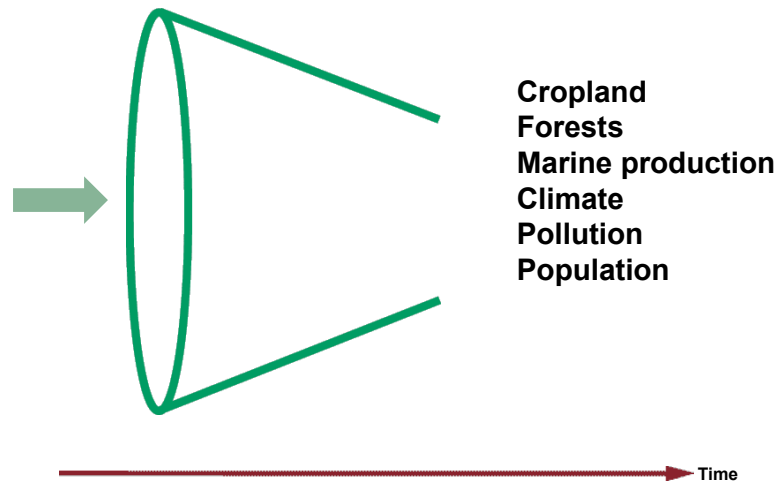 Cropland
Forests
Marine production
Climate
Pollution
Population
Time